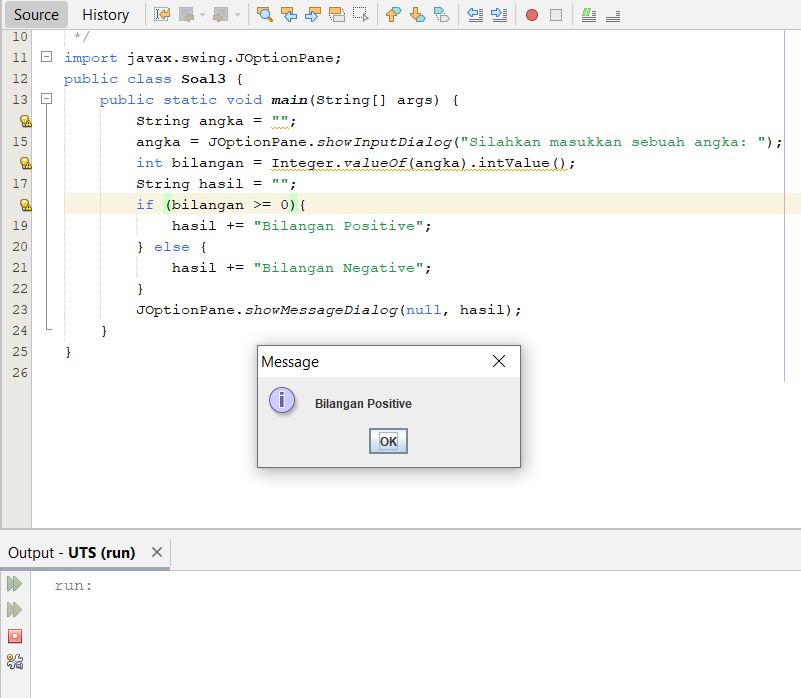 Source History
10 */
11 import javax.swing.JOptionPane;
12 public class Soal3 {
13 public static void main(String[] args) {
String angka = "";
15 angka = JOptionPane.showInputDialog("Silahkan masukkan sebuah angka: ");
int bilangan = Integer.valueOf(angka).intValue();
17 String hasil = "";
if (bilangan >= 0){
19 hasil += "Bilangan Positive";
20 } else {
21 hasil += "Bilangan Negative";
22 }
23 JOptionPane.showMessageDialog(null, hasil);
24 }
25 }
26
Message
Bilangan Positive
OK
Output - UTS (run)
run: